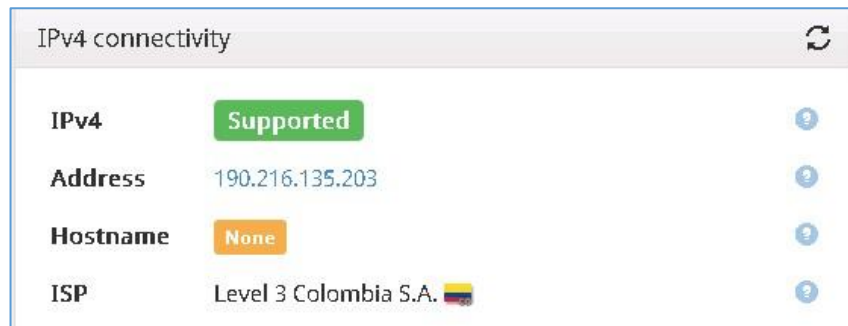 IPv4 connectivity
IPv4 Supported
Address 190.216.135.203
Hostname None
ISP Level 3 Colombia S.A.